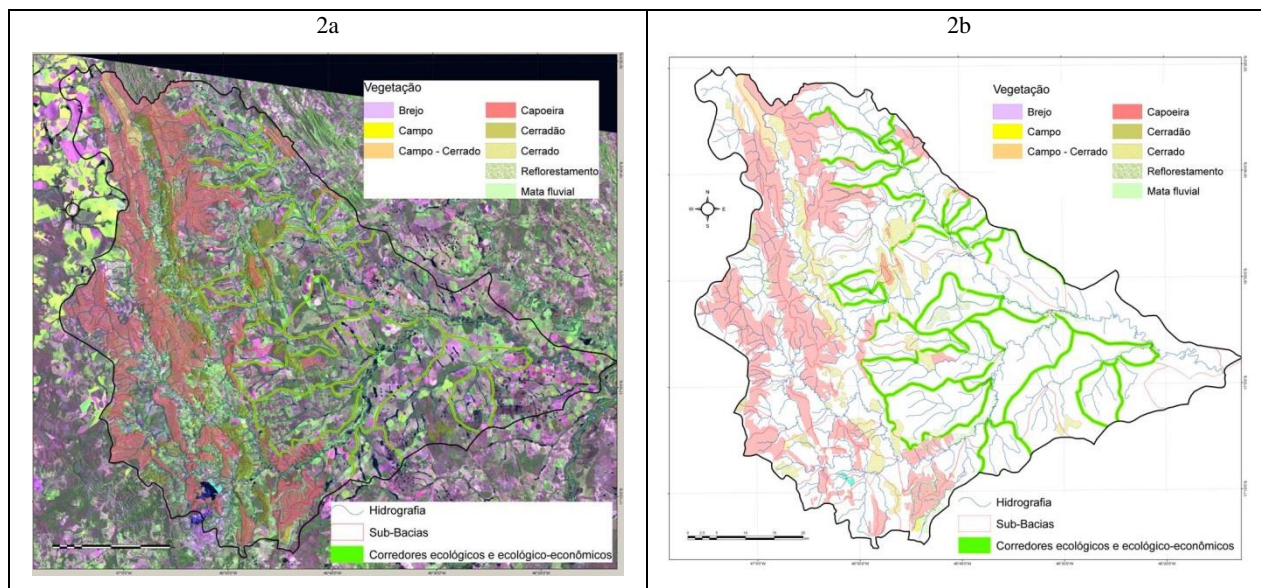 2a
Vegetação
Brejo
Campo
Campo - Cerrado
Capoeira
Cerradão
Cerrado
Reflorestamento
Mata fluvial
Hidrografia
Sub-Bacias
Corredores ecológicos e ecológico-econômicos
2b
Vegetação
Brejo
Campo
Campo - Cerrado
Capoeira
Cerradão
Cerrado
Reflorestamento
Mata fluvial
N
W E
S
Hidrografia
Sub-Bacias
Corredores ecológicos e ecológico-econômicos